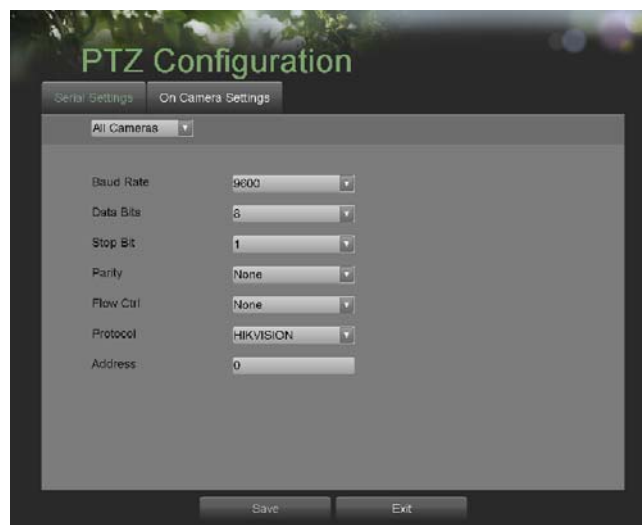 PTZ Configuration
Serial Settings On Camera Settings
All Cameras
Baud Rate 9600
Data Bits 8
Stop Bit 1
Parity None
Flow Ctrl None
Protocol HIKVISION
Address 0
Save Exit